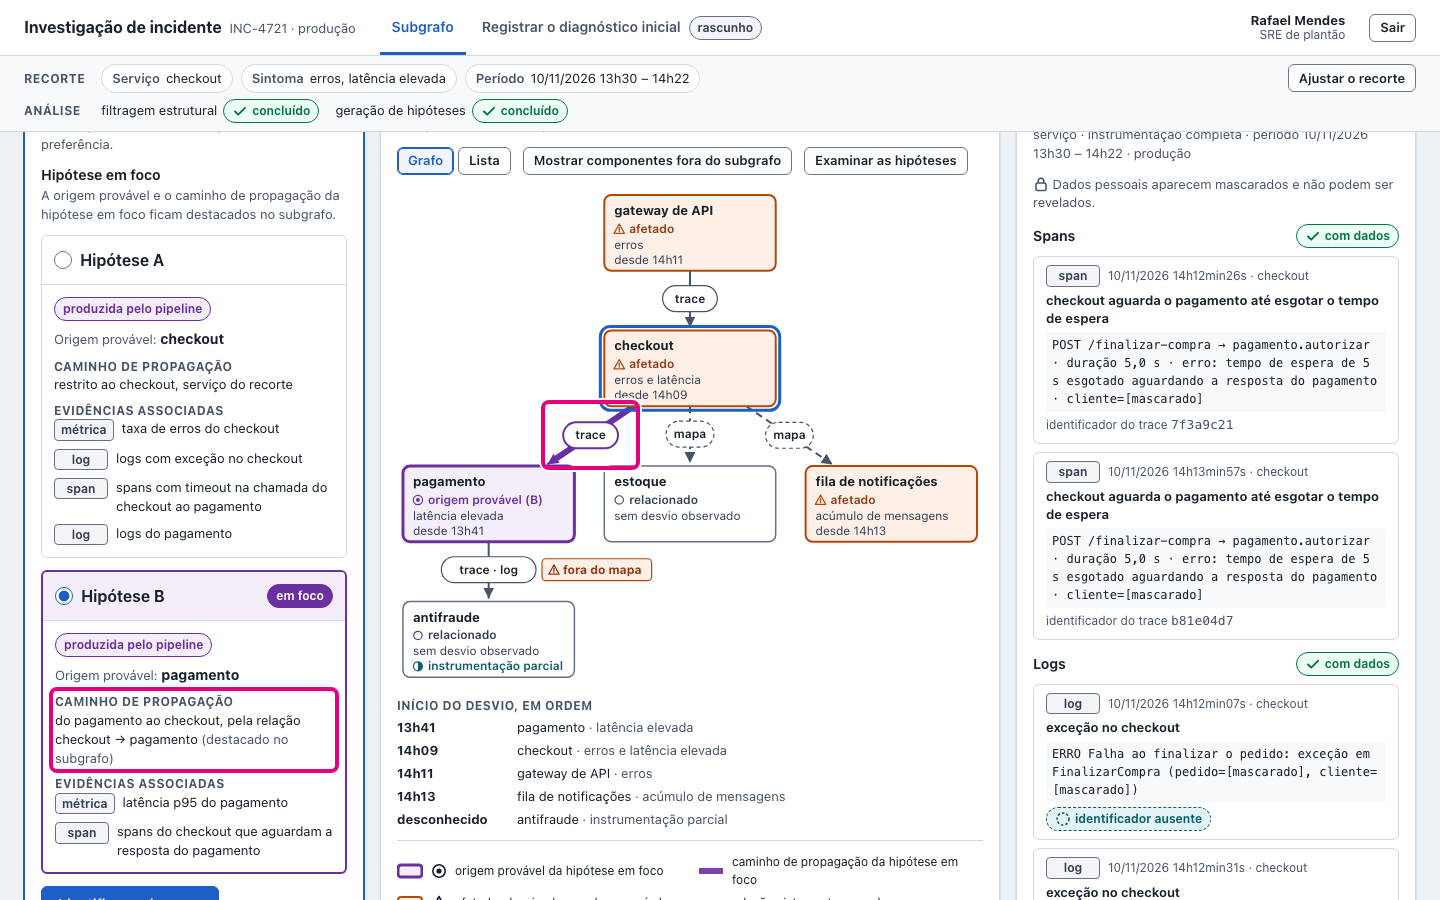 Investigação de incidente INC-4721 · produção
Subgrafo
Registrar o diagnóstico inicial rascunho
Rafael Mendes
SRE de plantão
Sair
RECORTE Serviço checkout Sintoma erros, latência elevada Período 10/11/2026 13h30 – 14h22
Ajustar o recorte
ANÁLISE filtragem estrutural concluído geração de hipóteses concluído
preferência.
Hipótese em foco
A origem provável e o caminho de propagação da
hipótese em foco ficam destacados no subgrafo.
Hipótese A
produzida pelo pipeline
Origem provável: checkout
CAMINHO DE PROPAGAÇÃO
restrito ao checkout, serviço do recorte
EVIDÊNCIAS ASSOCIADAS
métrica taxa de erros do checkout
log logs com exceção no checkout
span spans com timeout na chamada do
checkout ao pagamento
log logs do pagamento
Hipótese B em foco
produzida pelo pipeline
Origem provável: pagamento
CAMINHO DE PROPAGAÇÃO
do pagamento ao checkout, pela relação
checkout → pagamento (destacado no
subgrafo)
EVIDÊNCIAS ASSOCIADAS
métrica latência p95 do pagamento
span spans do checkout que aguardam a
resposta do pagamento
Grafo Lista Mostrar componentes fora do subgrafo Examinar as hipóteses
gateway de API
afetado
erros
desde 14h11
trace
checkout
afetado
erros e latência
desde 14h09
trace
mapa
mapa
pagamento
origem provável (B)
latência elevada
desde 13h41
estoque
relacionado
sem desvio observado
fila de notificações
afetado
acúmulo de mensagens
desde 14h13
trace · log
fora do mapa
antifraude
relacionado
sem desvio observado
instrumentação parcial
INÍCIO DO DESVIO, EM ORDEM
13h41 pagamento · latência elevada
14h09 checkout · erros e latência elevada
14h11 gateway de API · erros
14h13 fila de notificações · acúmulo de mensagens
desconhecido antifraude · instrumentação parcial
origem provável da hipótese em foco
caminho de propagação da hipótese em
foco
serviço · instrumentação completa · período 10/11/2026
13h30 – 14h22 · produção
Dados pessoais aparecem mascarados e não podem ser
revelados.
Spans com dados
span 10/11/2026 14h12min26s · checkout
checkout aguarda o pagamento até esgotar o tempo
de espera
POST /finalizar-compra → pagamento.autorizar
· duração 5,0 s · erro: tempo de espera de 5
s esgotado aguardando a resposta do pagamento
· cliente=[mascarado]
identificador do trace 7f3a9c21
span 10/11/2026 14h13min57s · checkout
checkout aguarda o pagamento até esgotar o tempo
de espera
POST /finalizar-compra → pagamento.autorizar
· duração 5,0 s · erro: tempo de espera de 5
s esgotado aguardando a resposta do pagamento
· cliente=[mascarado]
identificador do trace b81e04d7
Logs com dados
log 10/11/2026 14h12min07s · checkout
exceção no checkout
ERRO Falha ao finalizar o pedido: exceção em
FinalizarCompra (pedido=[mascarado], cliente=
[mascarado])
identificador ausente
log 10/11/2026 14h12min31s · checkout
exceção no checkout